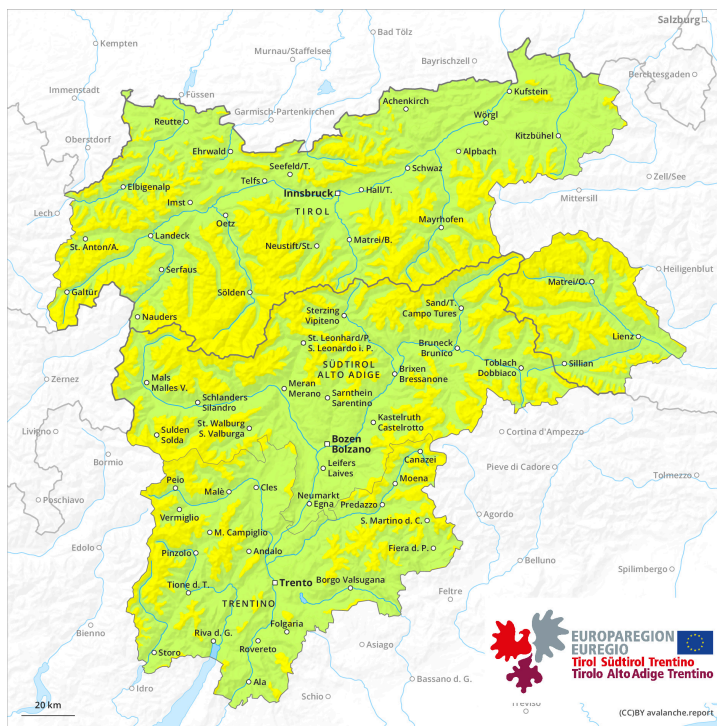 Salzburg
Kempten
Bad Tölz
Murnau/Staffelsee
Bayrischzell
Berchtesgaden
Immenstadt
Füssen
Garmisch-Partenkirchen
Achenkirch
Kufstein
Reutte
Wörgl
Oberstdorf
Ehrwald
Kitzbühel
Seefeld/T.
Alpbach
Telfs
Schwaz
Zell/See
Elbigenalp
Innsbruck
Hall/T.
Mittersill
Imst
TIROL
Lech
Oetz
Mayrhofen
St. Anton/A.
Landeck
Neustift/St.
Matrei/B.
Serfaus
Heiligenblut
Galtür
Sölden
Matrei/O.
Nauders
Sand/T.
Campo Tures
Sterzing
Vipiteno
Lienz
St. Leonhard/P.
S. Leonardo i. P.
Bruneck
Brunico
Toblach
Dobbiaco
Sillian
SÜDTIROL
ALTO ADIGE
Brixen
Bressanone
Zernez
Mals
Malles V.
Meran
Merano
Schlanders
Silandro
Sarnthein
Sarentino
St. Walburg
S. Valburga
Kastelruth
Castelrotto
Livigno
Sulden
Solda
Bozen
Bolzano
Cortina d'Ampezzo
Bormio
Canazei
Leifers
Laives
Pieve di Cadore
Tolmezzo
Peio
Malè
Cles
Moena
Poschiavo
Neumarkt
Egna
Predazzo
Vermiglio
Agordo
S. Martino d. C.
M. Campiglio
Edolo
Pinzolo
Andalo
Fiera d. P.
Belluno
Spilimbergo
Tione d. T.
Trento
Borgo Valsugana
Feltre
TRENTINO
Bienno
Riva d. G.
Folgaria
Rovereto
Asiago
Storo
Idro
Ala
Bassano d. G.
Schio
Treviso
EUROPAREGION
EUREGIO
Tirol Südtirol Trentino
Tirolo Alto Adige Trentino
20 km
(CC)BY avalanche.report